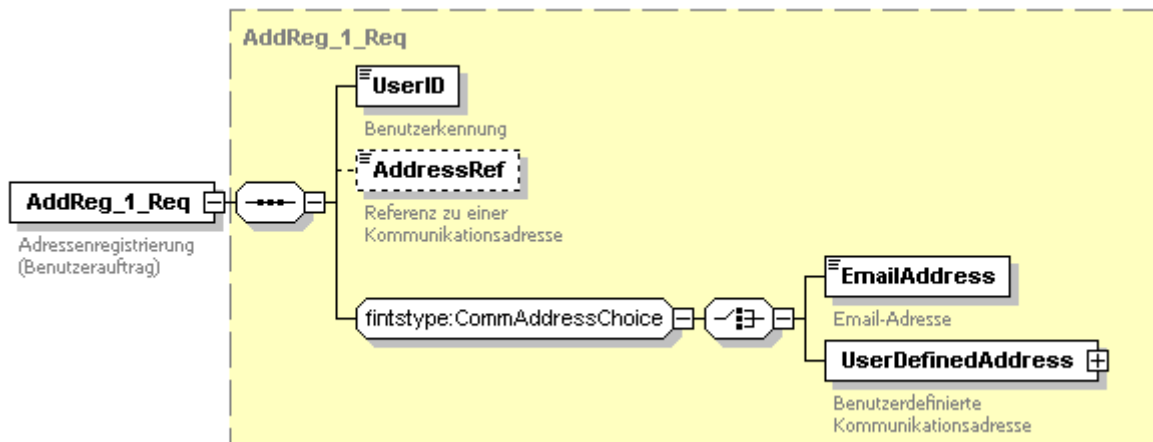 AddReg_1_Req
UserID
Benutzerkennung
AddressRef
Referenz zu einer
Kommunikationsadresse
AddReg_1_Req
Adressenregistrierung
(Benutzerauftrag)
fintstype:CommAddressChoice
EmailAddress
Email-Adresse
UserDefinedAddress
Benutzerdefinierte
Kommunikationsadresse